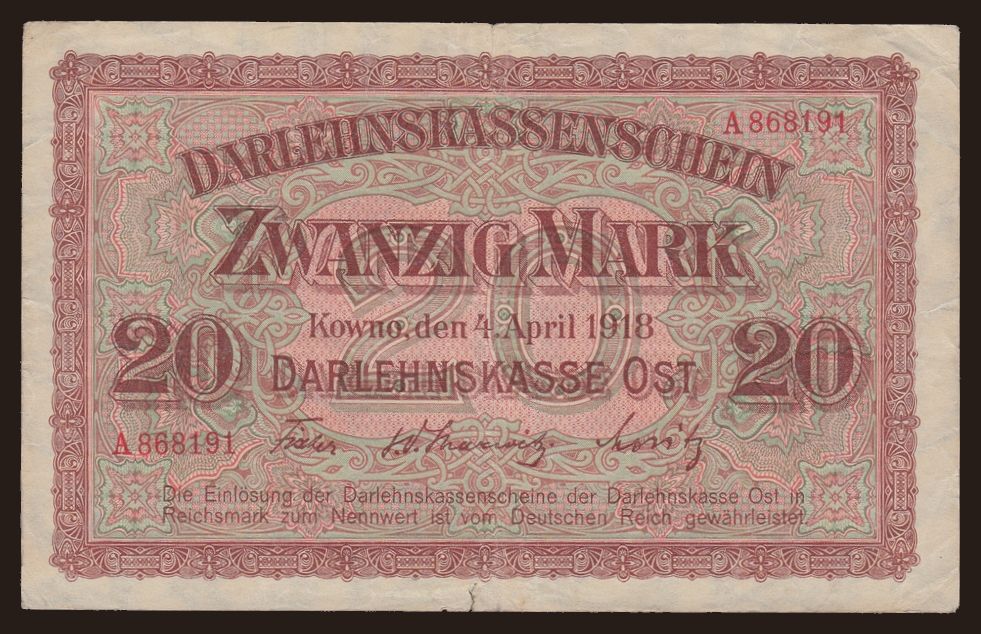 A 868191
DARLEHNSKASSENSCHEIN
ZWANZIG MARK
Kowno, den 4. April 1918
20 DARLEHNSKASSE OST 20
A 868191
Die Einlösung der Darlehnskassenscheine der Darlehnskasse Ost in
Reichsmark zum Nennwert ist vom Deutschen Reich gewährleistet.
20